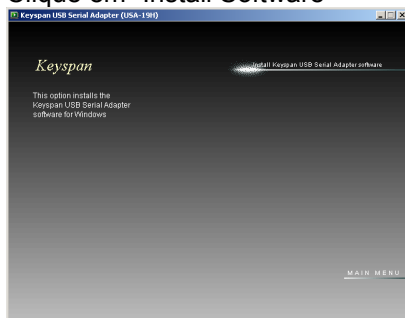 Clique em "Install Software"
Keyspan USB Serial Adapter (USA-19H)
Keyspan
Install Keyspan USB Serial Adapter software
This option installs the
Keyspan USB Serial Adapter
software for Windows
MAIN MENU